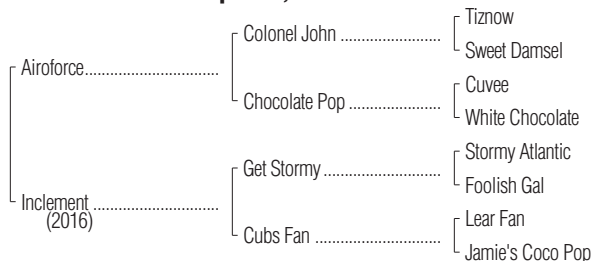 Tiznow
Colonel John ........................
Sweet Damsel
Airoforce................................
Cuvee
Chocolate Pop ......................
White Chocolate
Stormy Atlantic
Get Stormy ............................
Foolish Gal
Inclement ..............................
(2016)
Lear Fan
Cubs Fan ..............................
Jamie's Coco Pop